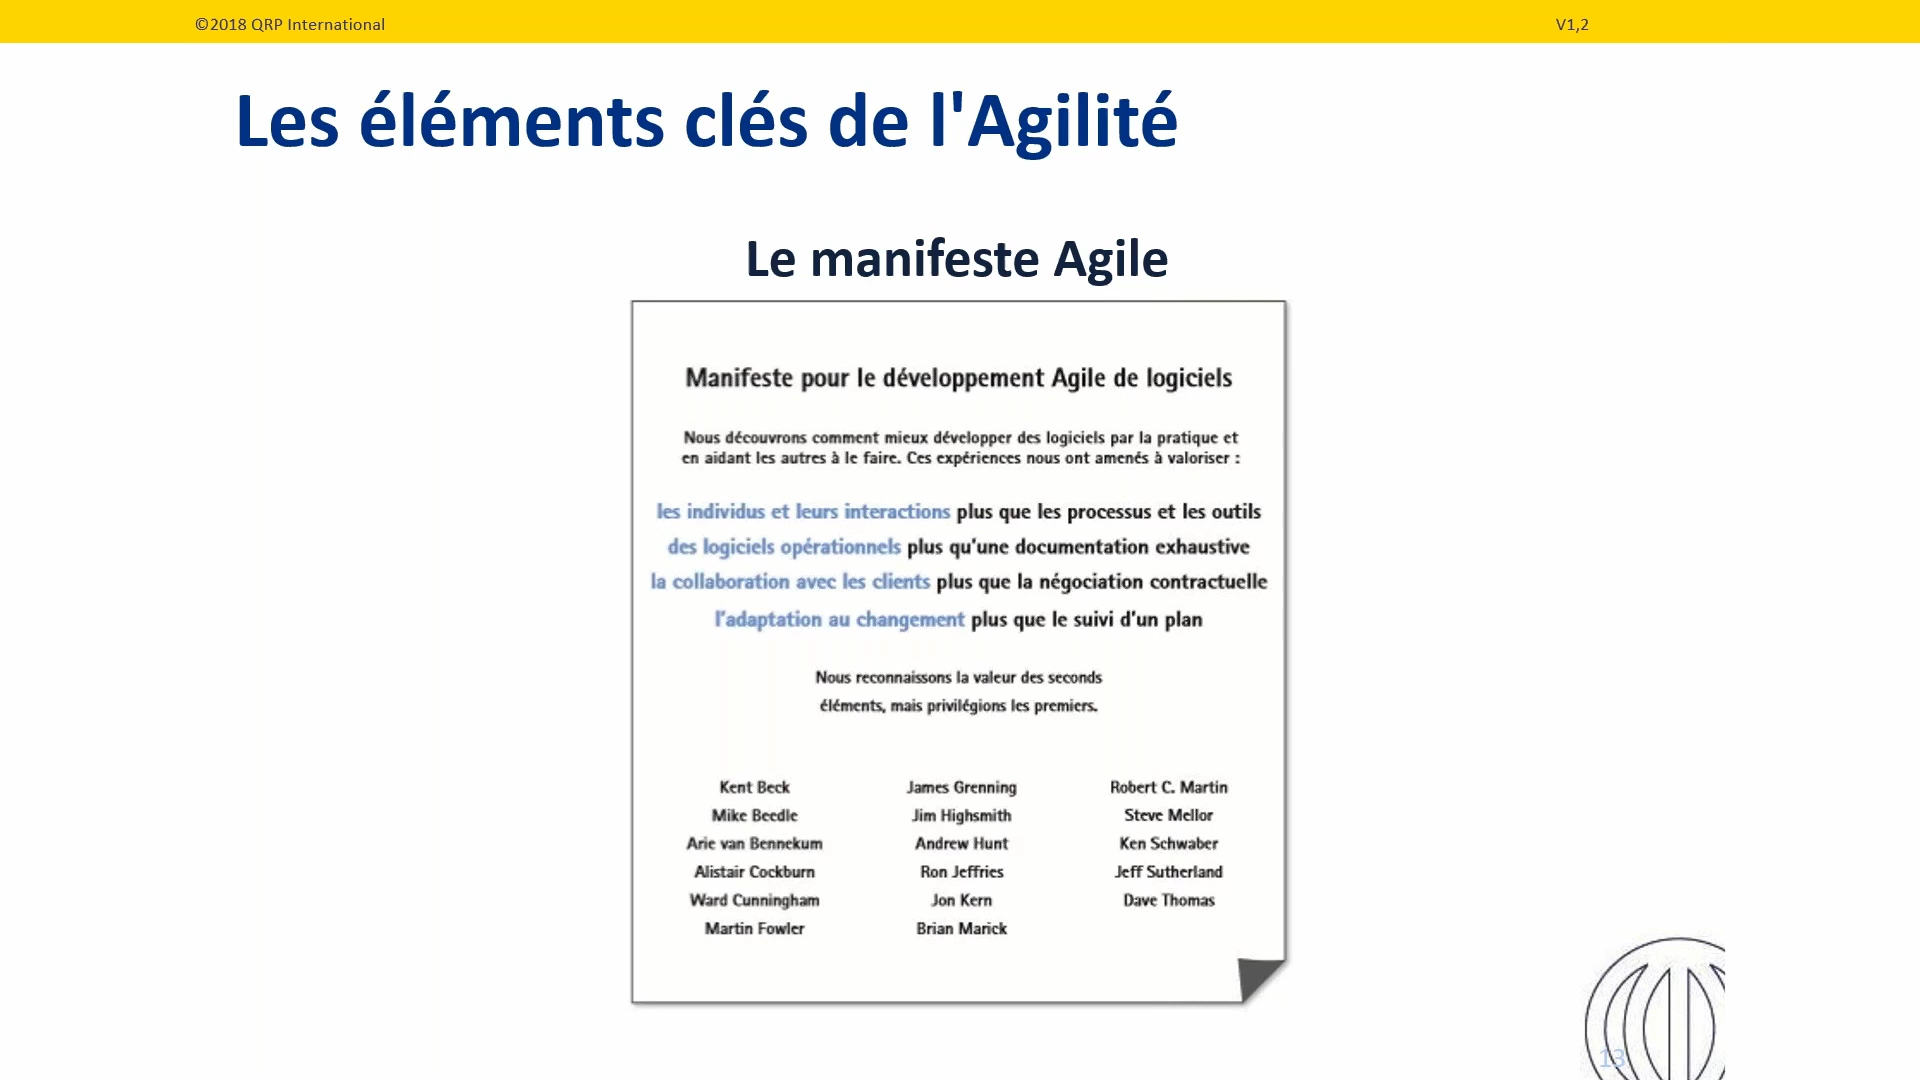 ©2018 QRP International
V1,2
Les éléments clés de l'Agilité
Le manifeste Agile
Manifeste pour le développement Agile de logiciels
Nous découvrons comment mieux développer des logiciels par la pratique et
en aidant les autres à le faire. Ces expériences nous ont amenés à valoriser :
les individus et leurs interactions plus que les processus et les outils
des logiciels opérationnels plus qu'une documentation exhaustive
la collaboration avec les clients plus que la négociation contractuelle
l'adaptation au changement plus que le suivi d'un plan
Nous reconnaissons la valeur des seconds
éléments, mais privilégions les premiers.
Kent Beck
Mike Beedle
Arie van Bennekum
Alistair Cockburn
Ward Cunningham
Martin Fowler
James Grenning
Jim Highsmith
Andrew Hunt
Ron Jeffries
Jon Kern
Brian Marick
Robert C. Martin
Steve Mellor
Ken Schwaber
Jeff Sutherland
Dave Thomas
13